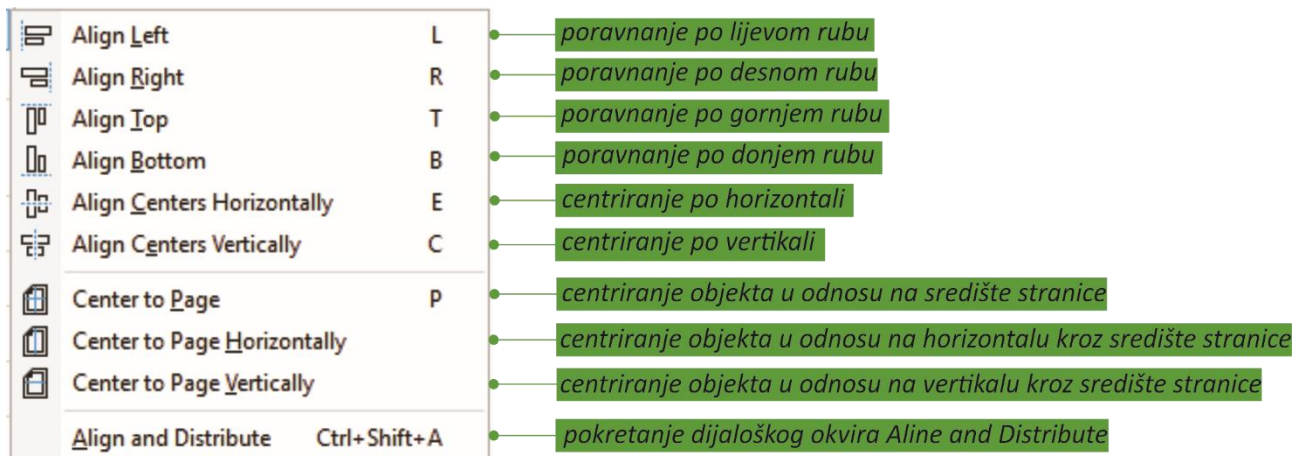 Align Left L poravnanje po lijevom rubu
Align Right R poravnanje po desnom rubu
Align Top T poravnanje po gornjem rubu
Align Bottom B poravnanje po donjem rubu
Align Centers Horizontally E centriranje po horizontali
Align Centers Vertically C centriranje po vertikali
Center to Page P centriranje objekta u odnosu na središte stranice
Center to Page Horizontally centriranje objekta u odnosu na horizontalu kroz središte stranice
Center to Page Vertically centriranje objekta u odnosu na vertikalu kroz središte stranice
Align and Distribute Ctrl+Shift+A pokretanje dijaloškog okvira Aline and Distribute